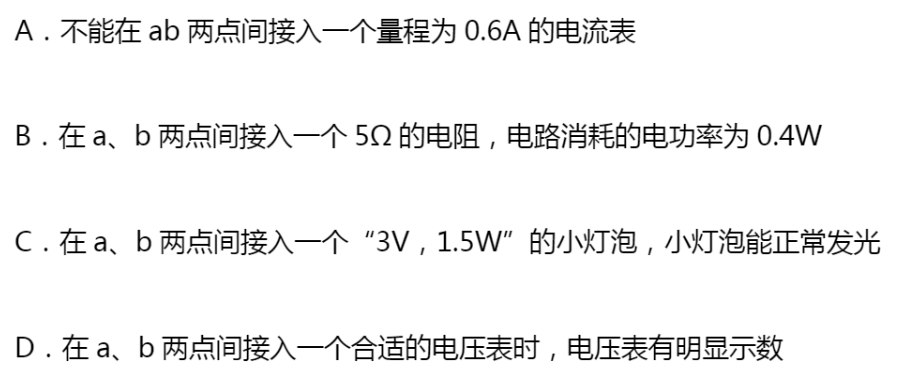 A．不能在 ab 两点间接入一个量程为 0.6A 的电流表
B．在 a、b 两点间接入一个 5Ω 的电阻，电路消耗的电功率为 0.4W
C．在 a、b 两点间接入一个“3V，1.5W”的小灯泡，小灯泡能正常发光
D．在 a、b 两点间接入一个合适的电压表时，电压表有明显示数